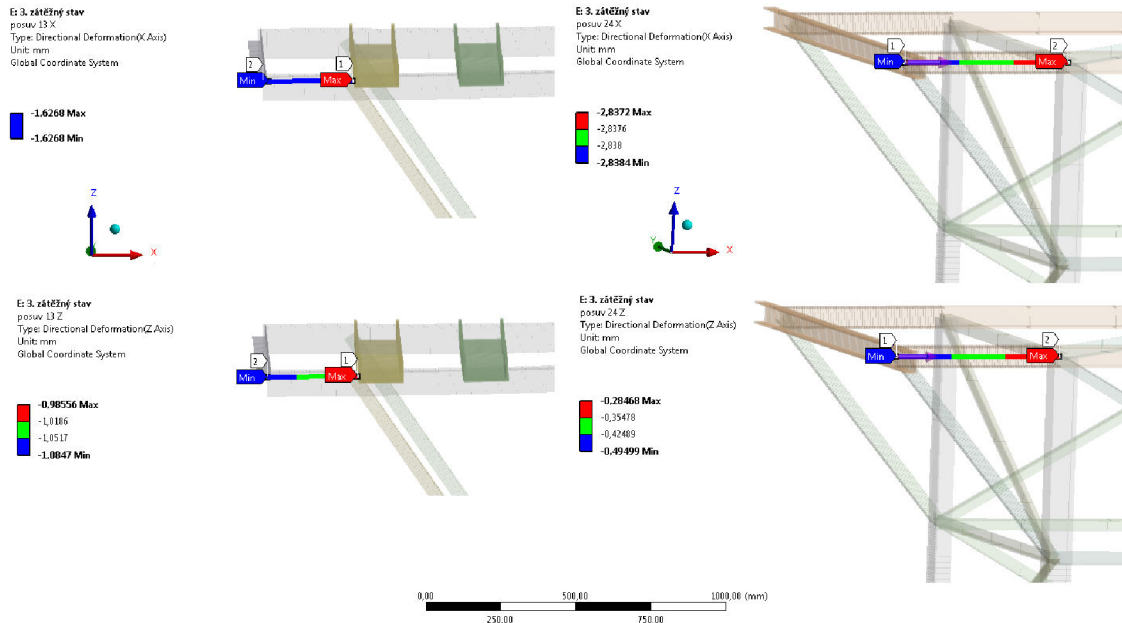 E: 3. zátěžný stav
posuv 13 X
Type: Directional Deformation(X Axis)
Unit: mm
Global Coordinate System
-1.6268 Max
-1.6268 Min
2
1
Min
Max
Z
X
E: 3. zátěžný stav
posuv 24 X
Type: Directional Deformation(X Axis)
Unit: mm
Global Coordinate System
-2,8372 Max
-2,8376
-2,838
-2,8384 Min
1
2
Min
Max
Z
Y
X
E: 3. zátěžný stav
posuv 13 Z
Type: Directional Deformation(Z Axis)
Unit: mm
Global Coordinate System
-0,98556 Max
-1,0186
-1,0517
-1.0847 Min
2
1
Min
Max
E: 3. zátěžný stav
posuv 24 Z
Type: Directional Deformation(Z Axis)
Unit: mm
Global Coordinate System
-0,28468 Max
-0,35478
-0,42489
-0,49499 Min
1
2
Min
Max
0,00 500,00 1000,00 (mm)
250.00 750.00